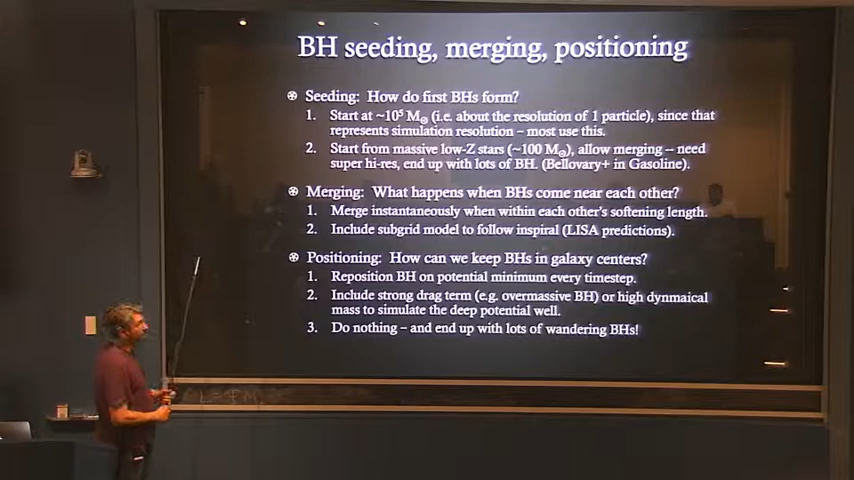 BH seeding, merging, positioning
Seeding: How do first BHs form?
1. Start at ~10⁵ M⊙ (i.e. about the resolution of 1 particle), since that
represents simulation resolution – most use this.
2. Start from massive low-Z stars (~100 M⊙), allow merging – need
super hi-res, end up with lots of BH. (Bellovary+ in Gasoline).
Merging: What happens when BHs come near each other?
1. Merge instantaneously when within each other's softening length.
2. Include subgrid model to follow inspiral (LISA predictions).
Positioning: How can we keep BHs in galaxy centers?
1. Reposition BH on potential minimum every timestep.
2. Include strong drag term (e.g. overmassive BH) or high dynmaical
mass to simulate the deep potential well.
3. Do nothing – and end up with lots of wandering BHs!